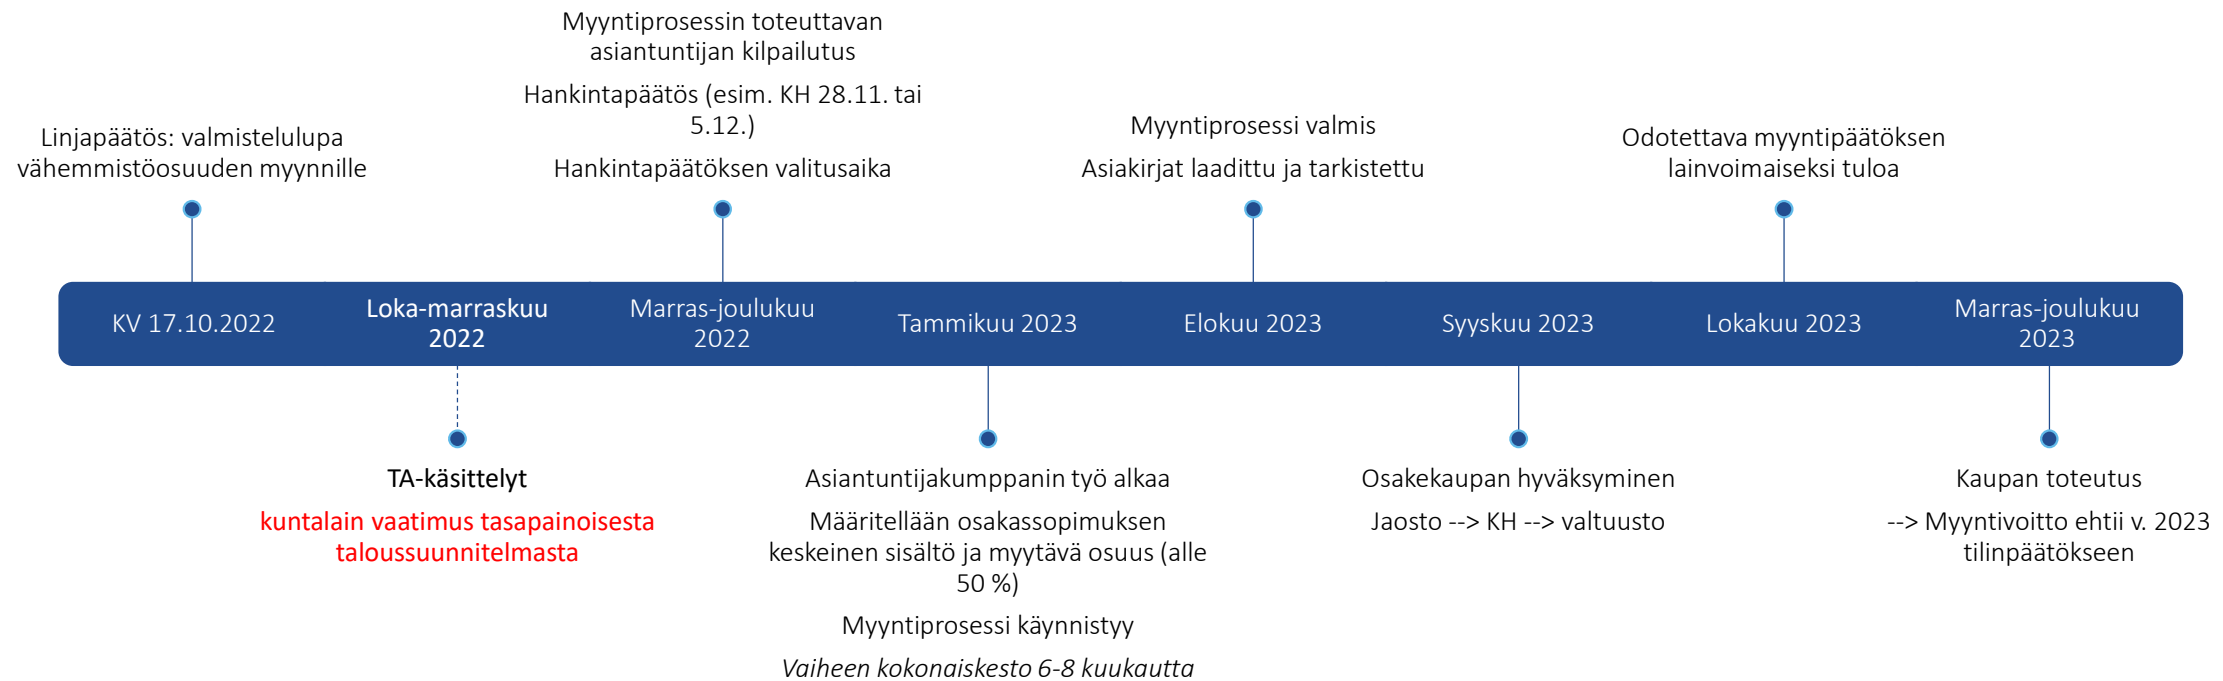 Myyntiprosessin toteuttavan
asiantuntijan kilpailutus
Hankintapäätös (esim. KH 28.11. tai
5.12.)
Hankintapäätöksen valitusaika
Linjapäätös: valmistelulupa
vähemmistöosuuden myynnille
Myyntiprosessi valmis
Asiakirjat laadittu ja tarkistettu
Odotettava myyntipäätöksen
lainvoimaiseksi tuloa
KV 17.10.2022
Loka-marraskuu
2022
Marras-joulukuu
2022
Tammikuu 2023
Elokuu 2023
Syyskuu 2023
Lokakuu 2023
Marras-joulukuu
2023
TA-käsittelyt
kuntalain vaatimus tasapainoisesta
taloussuunnitelmasta
Asiantuntijakumppanin työ alkaa
Määritellään osakassopimuksen
keskeinen sisältö ja myytävä osuus (alle
50 %)
Myyntiprosessi käynnistyy
Vaiheen kokonaiskesto 6-8 kuukautta
Osakekaupan hyväksyminen
Jaosto --> KH --> valtuusto
Kaupan toteutus
--> Myyntivoitto ehtii v. 2023
tilinpäätökseen